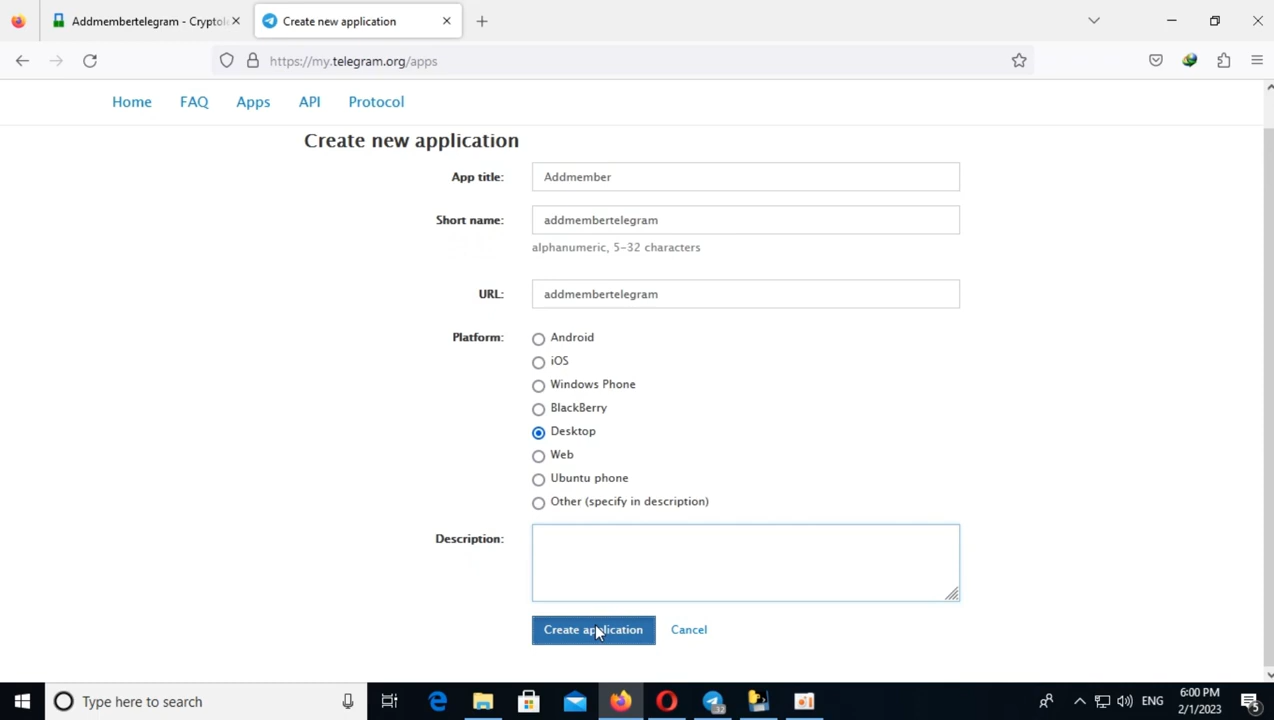 Addmembertelegram - Cryptolo
Create new application
https://my.telegram.org/apps
Home FAQ Apps API Protocol
Create new application
App title: Addmember
Short name: addmembertelegram
alphanumeric, 5-32 characters
URL: addmembertelegram
Platform: Android
iOS
Windows Phone
BlackBerry
Desktop
Web
Ubuntu phone
Other (specify in description)
Description:
Create application Cancel
Type here to search
32
ENG
6:00 PM
2/1/2023
5